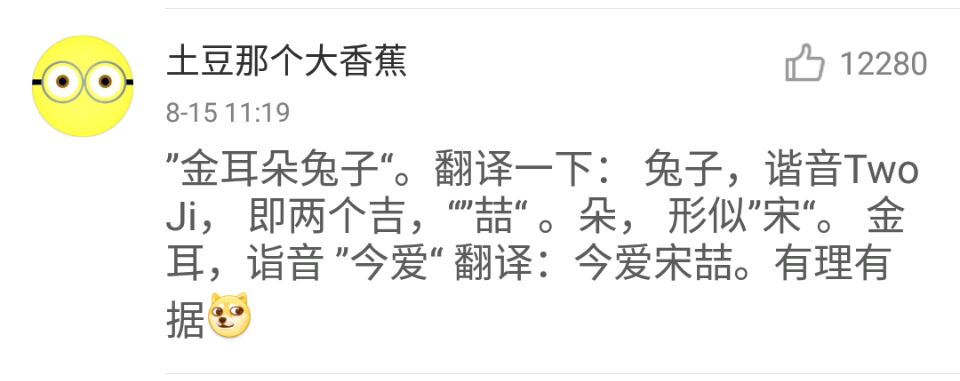 土豆那个大香蕉
12280
8-15 11:19
”金耳朵兔子“。翻译一下： 兔子，谐音Two
Ji， 即两个吉，“”喆“ 。朵， 形似”宋“。 金
耳，诣音 ”今爱“ 翻译：今爱宋喆。有理有
据